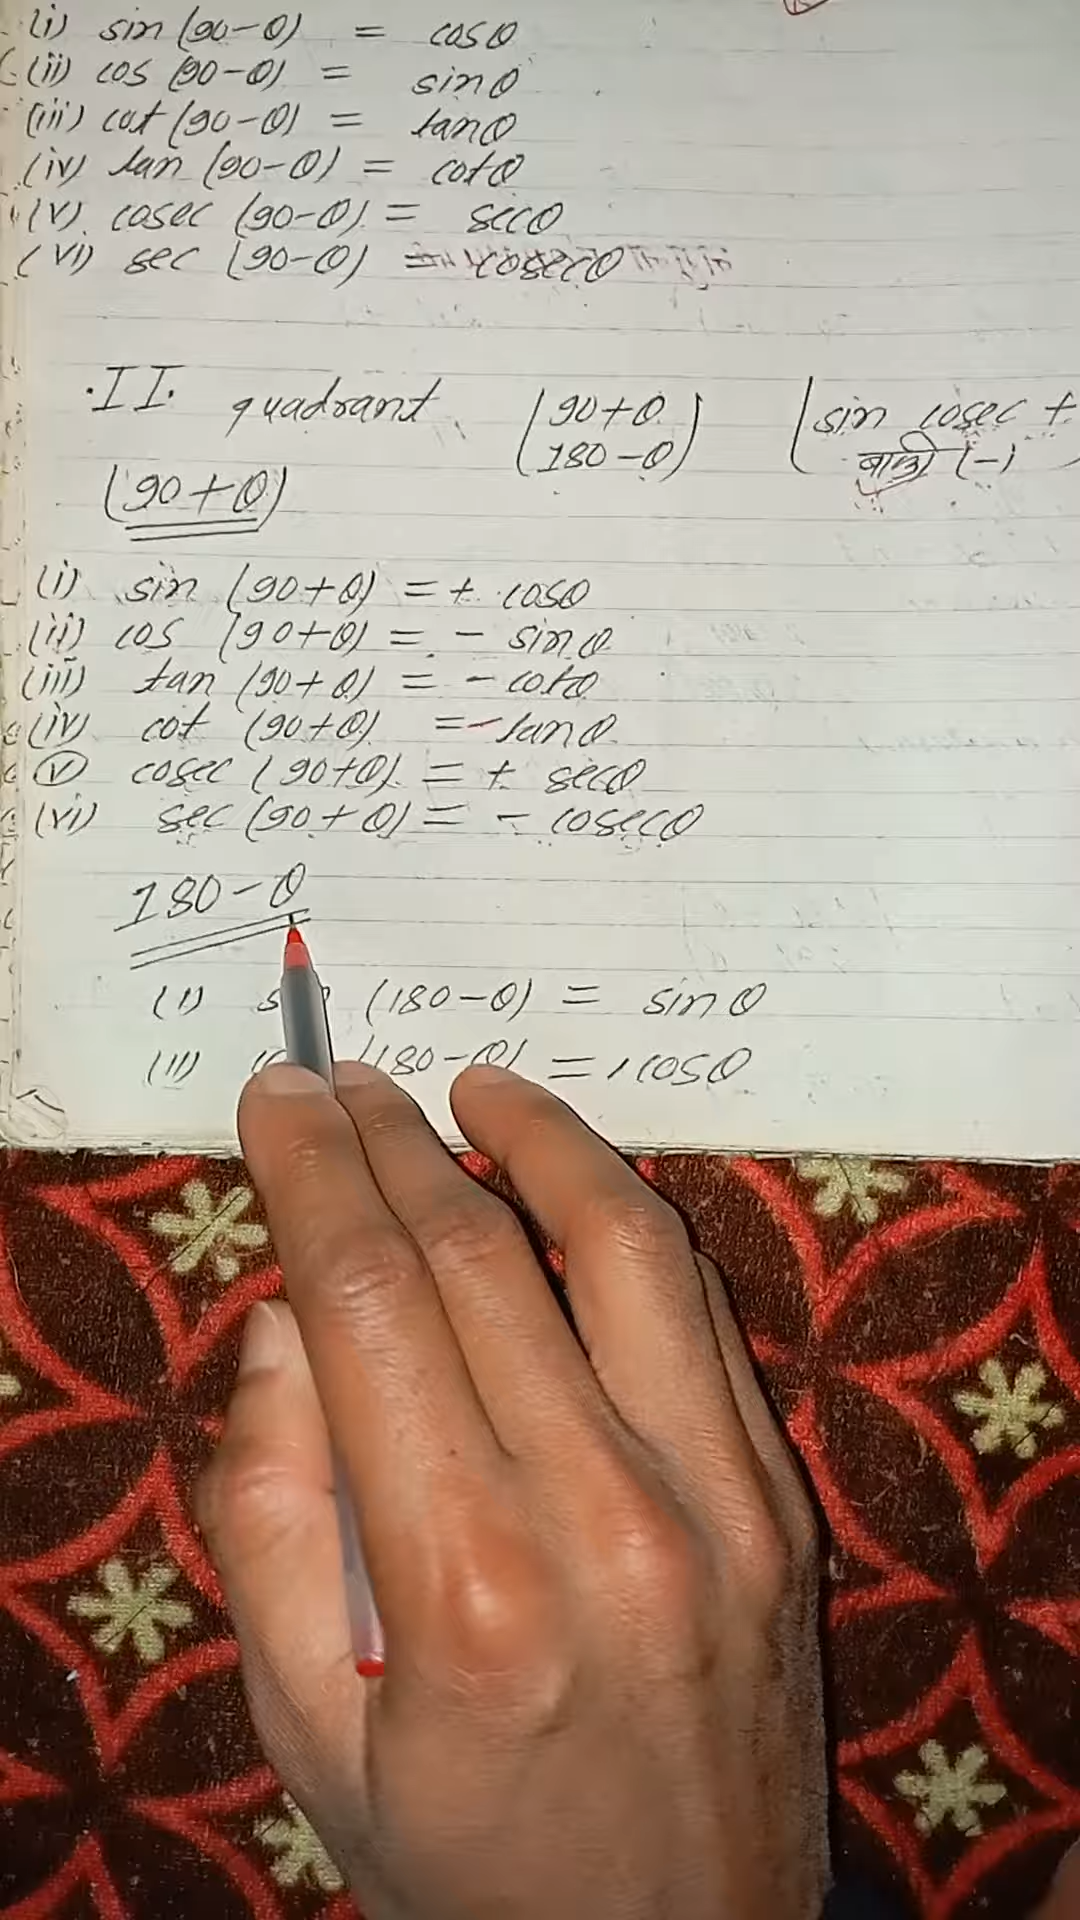 (i) sin (90-θ) = cosθ
(ii) cos (90-θ) = sinθ
(iii) cot (90-θ) = tanθ
(iv) tan (90-θ) = cotθ
(v) cosec (90-θ) = secθ
(vi) sec (90-θ) = cosecθ
.II. quadrant (90+θ 180-θ) (sin cosec + बाकी (-)
(90+θ)
(i) sin (90+θ) = + cosθ
(ii) cos (90+θ) = - sinθ
(iii) tan (90+θ) = - cotθ
(iv) cot (90+θ) = - tanθ
(v) cosec (90+θ) = + secθ
(vi) sec (90+θ) = - cosecθ
180-θ
(i) (180-θ) = sinθ
(ii) (180-θ) = cosθ